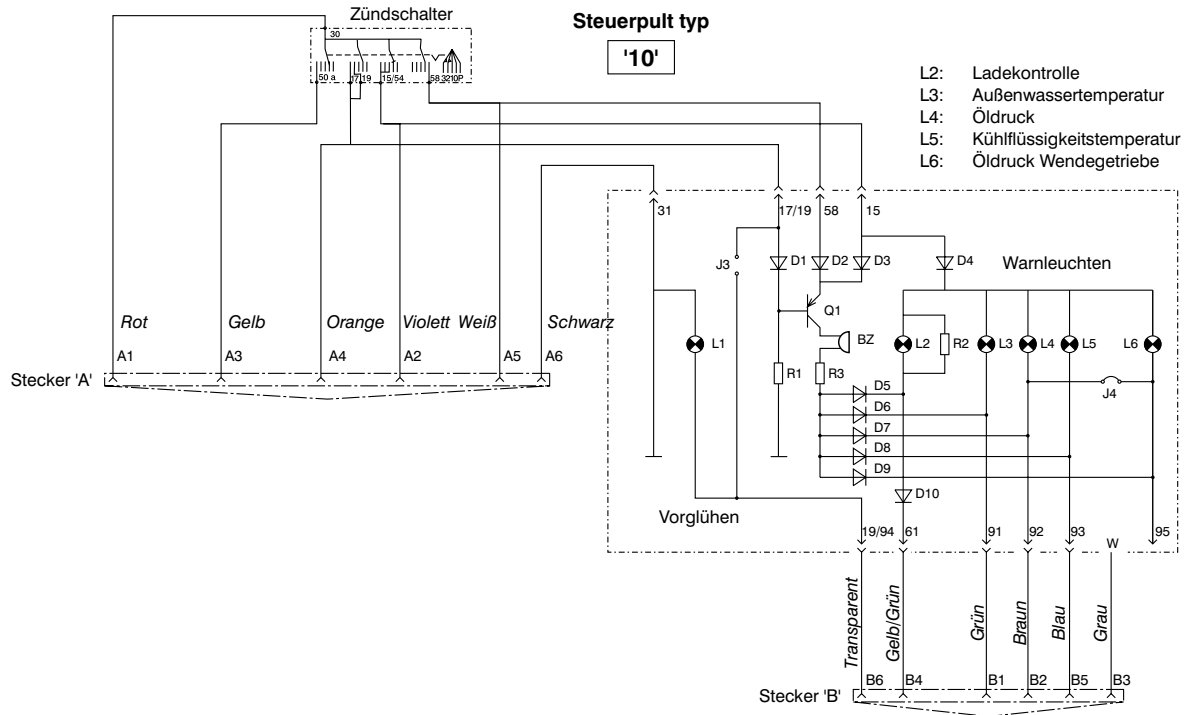 Zündschalter
Steuerpult typ
'10'
30
50 a
17/19
15/54
58
3210P
L2: Ladekontrolle
L3: Außenwassertemperatur
L4: Öldruck
L5: Kühlflüssigkeitstemperatur
L6: Öldruck Wendegetriebe
31
17/19
58
15
J3
D1
D2
D3
D4
Warnleuchten
Q1
BZ
L1
R1
R3
L2
R2
L3
L4
L5
L6
J4
D5
D6
D7
D8
D9
D10
Rot
Gelb
Orange
Violett
Weiß
Schwarz
A1
A3
A4
A2
A5
A6
Stecker 'A'
Vorglühen
19/94
61
91
92
93
W
95
Transparent
Gelb/Grün
Grün
Braun
Blau
Grau
B6
B4
B1
B2
B5
B3
Stecker 'B'